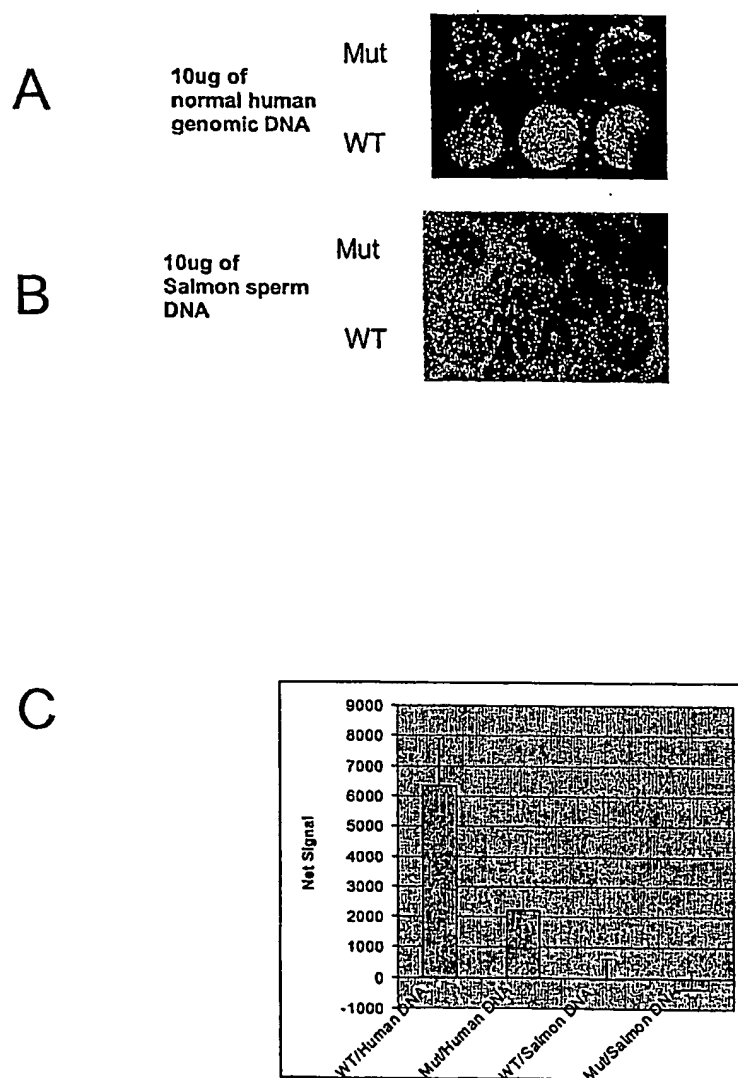 A
10ug of
normal human
genomic DNA
Mut
WT
B
10ug of
Salmon sperm
DNA
Mut
WT
C
Net Signal
9000
8000
7000
6000
5000
4000
3000
2000
1000
0
-1000
WT/Human DNA
Mut/Human DNA
WT/Salmon DNA
Mut/Salmon DNA